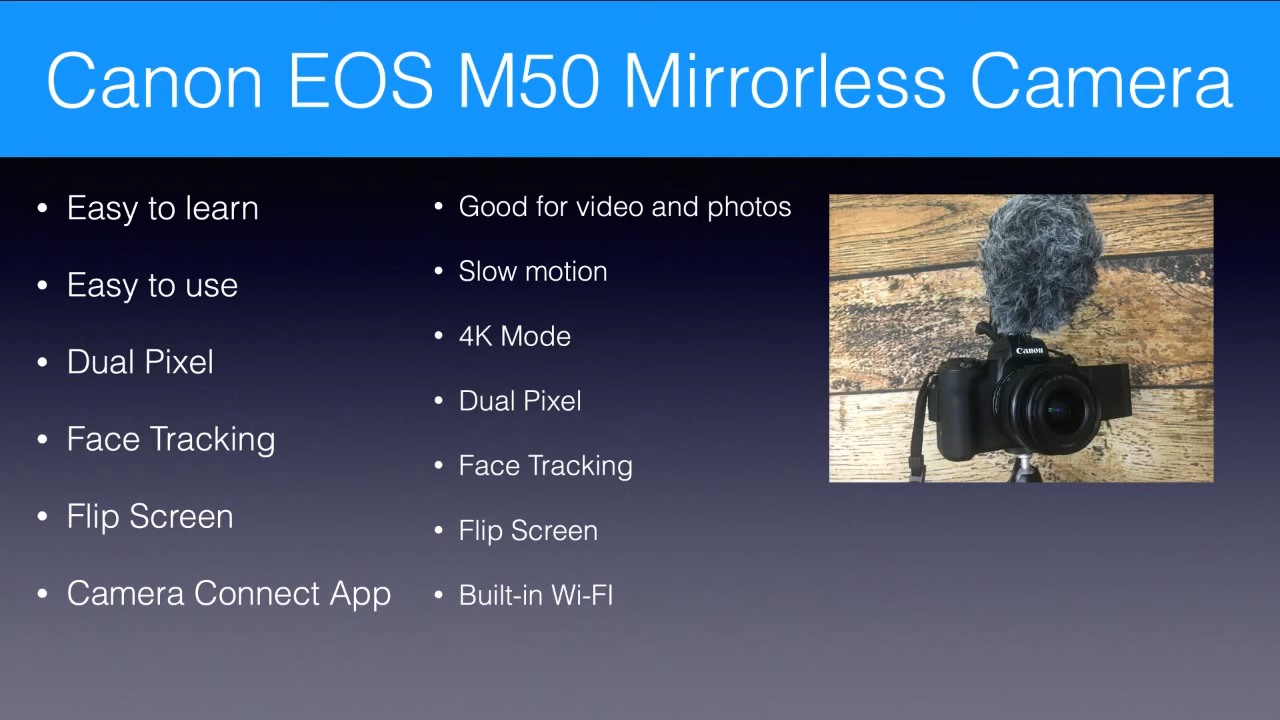 Canon EOS M50 Mirrorless Camera
• Easy to learn
• Easy to use
• Dual Pixel
• Face Tracking
• Flip Screen
• Camera Connect App
• Good for video and photos
• Slow motion
• 4K Mode
• Dual Pixel
• Face Tracking
• Flip Screen
• Built-in Wi-FI
Canon